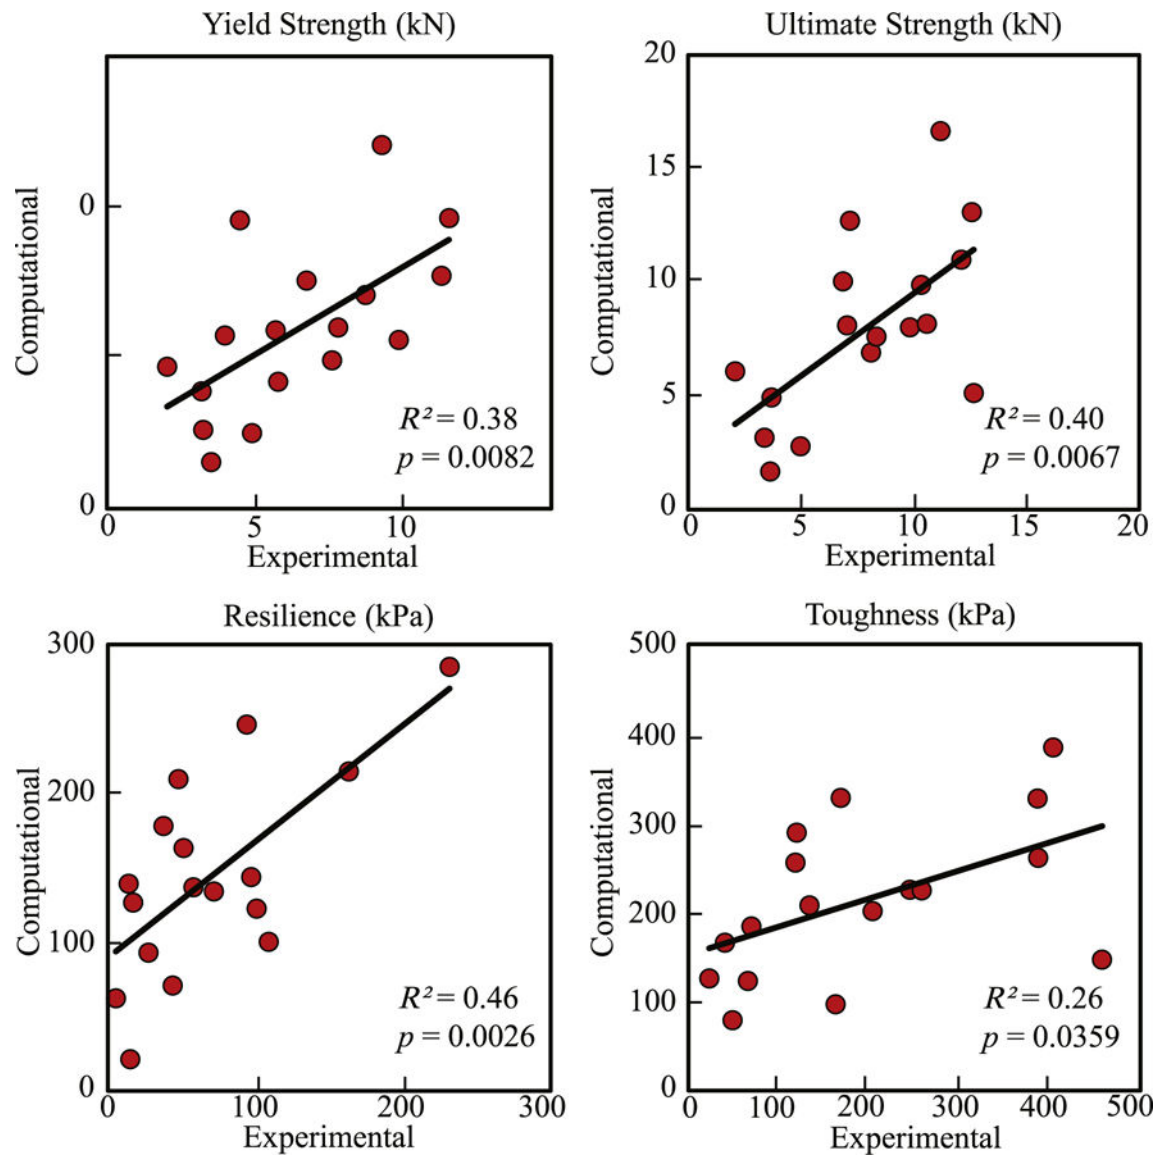 Yield Strength (kN)
Computational
0
0
0
5
10
Experimental
R² = 0.38
p = 0.0082
Ultimate Strength (kN)
Computational
20
15
10
5
0
0
5
10
15
20
Experimental
R² = 0.40
p = 0.0067
Resilience (kPa)
Computational
300
200
100
0
0
100
200
300
Experimental
R² = 0.46
p = 0.0026
Toughness (kPa)
Computational
500
400
300
200
100
0
0
100
200
300
400
500
Experimental
R² = 0.26
p = 0.0359